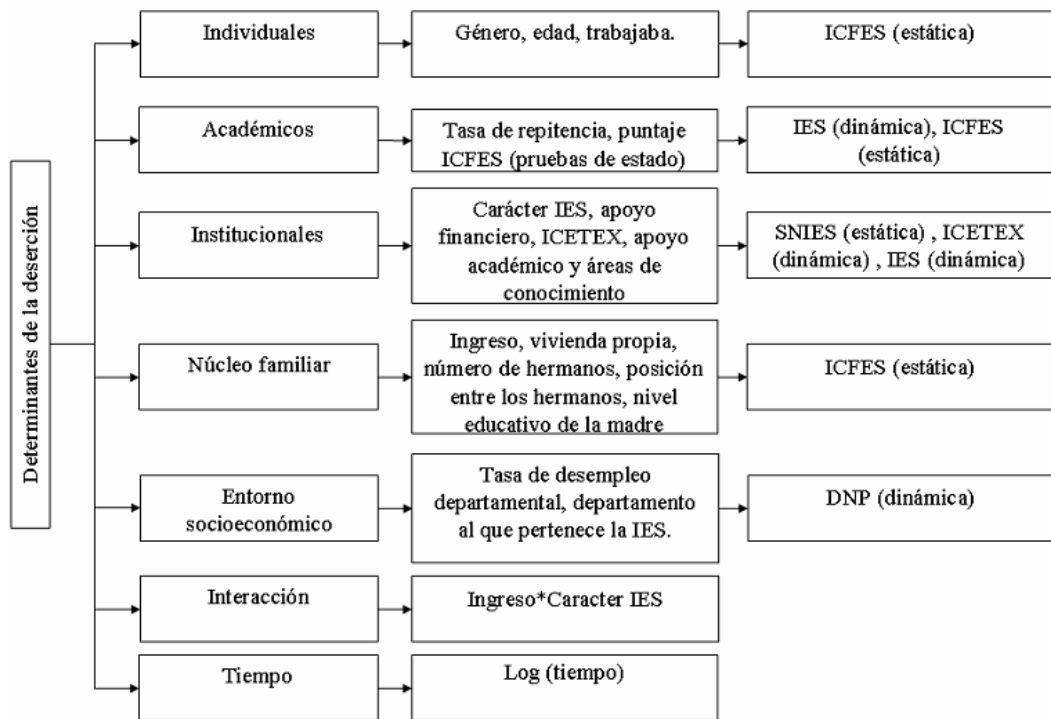 Determinantes de la deserción
Individuales
Género, edad, trabajaba.
ICFES (estática)
Académicos
Tasa de repitencia, puntaje
ICFES (pruebas de estado)
IES (dinámica), ICFES
(estática)
Institucionales
Carácter IES, apoyo
financiero, ICETEX, apoyo
académico y áreas de
conocimiento
SNIES (estática) , ICETEX
(dinámica) , IES (dinámica)
Núcleo familiar
Ingreso, vivienda propia,
número de hermanos, posición
entre los hermanos, nivel
educativo de la madre
ICFES (estática)
Entorno
socioeconómico
Tasa de desempleo
departamental, departamento
al que pertenece la IES.
DNP (dinámica)
Interacción
Ingreso*Caracter IES
Tiempo
Log (tiempo)